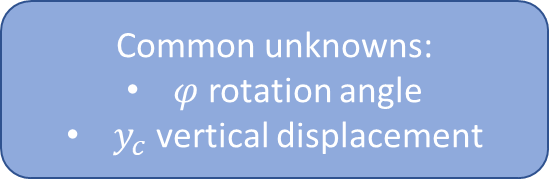 Common unknowns:
• φ rotation angle
• y_c vertical displacement